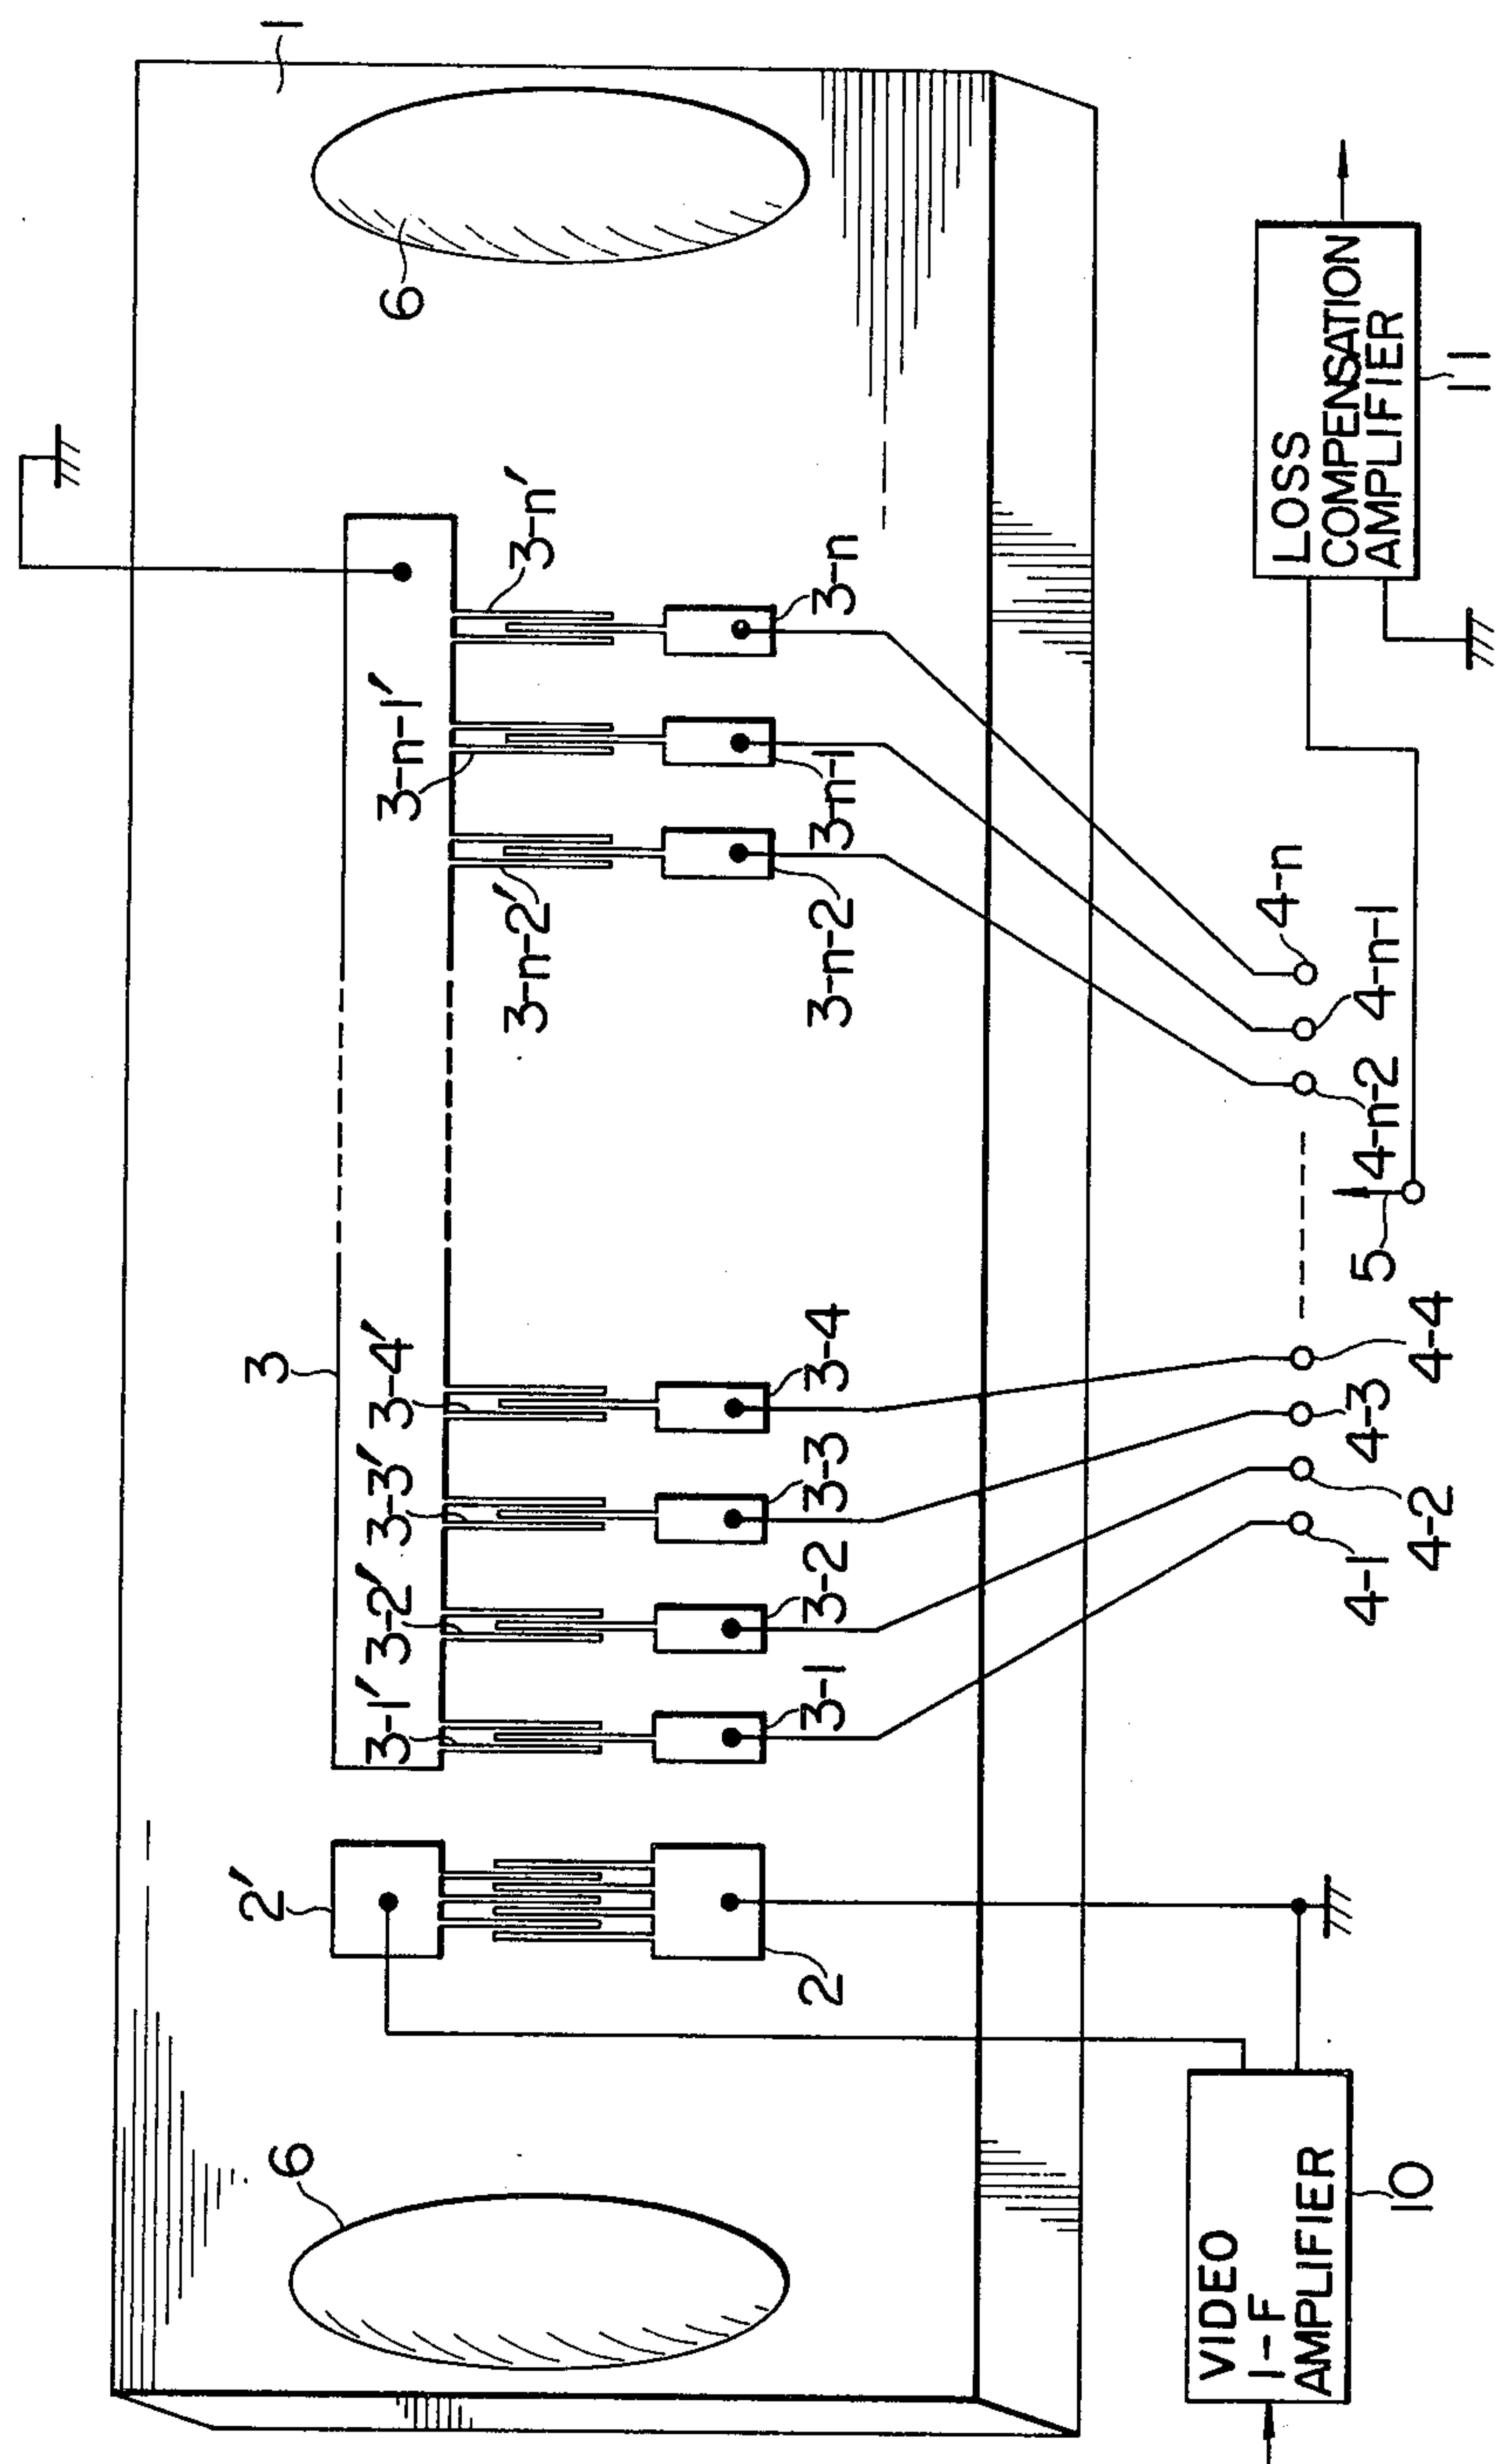 1
6
2'
3
3-1'
3-2'
3-3'
3-4'
3-n-2'
3-n-1'
3-n'
6
2
3-1
3-2
3-3
3-4
3-n-2
3-n-1
3-n
4-1
4-2
4-3
4-4
5
4-n-2
4-n-1
4-n
VIDEO
I-F
AMPLIFIER
10
LOSS
COMPENSATION
AMPLIFIER
11